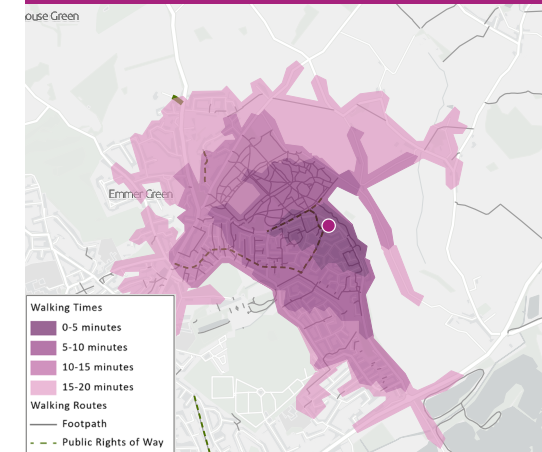 ouse Green
Emmer Green
Walking Times
0-5 minutes
5-10 minutes
10-15 minutes
15-20 minutes
Walking Routes
Footpath
Public Rights of Way